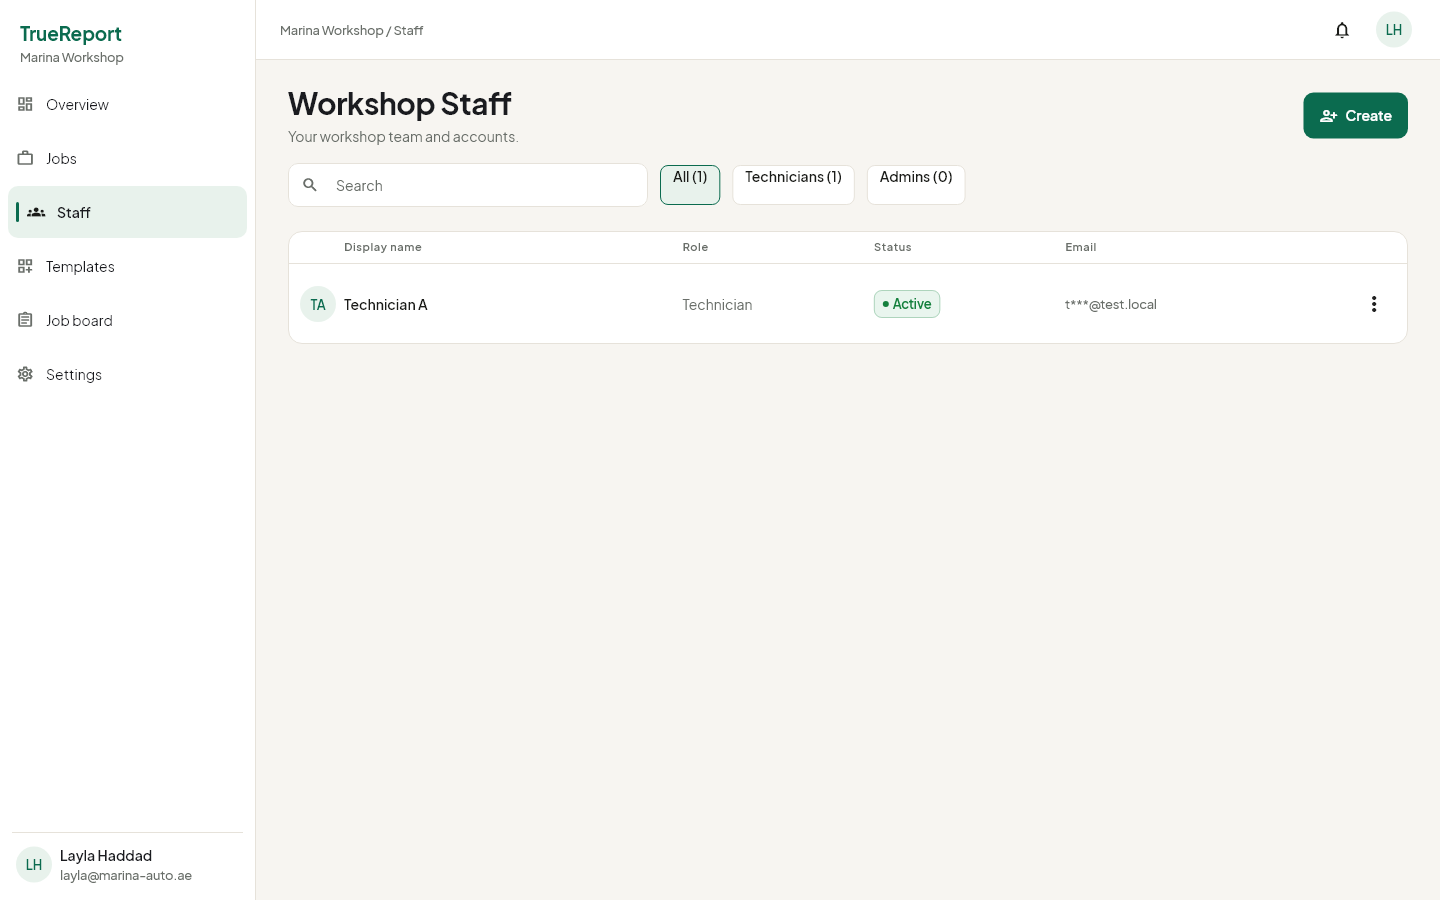 TrueReport
Marina Workshop
Overview
Jobs
Staff
Templates
Job board
Settings
Layla Haddad
LH
layla@marina-auto.ae
Marina Workshop / Staff
LH
Workshop Staff
Your workshop team and accounts.
Create
Search
All (1)
Technicians (1)
Admins (0)
Display name Role Status Email
TA Technician A Technician Active t***@test.local